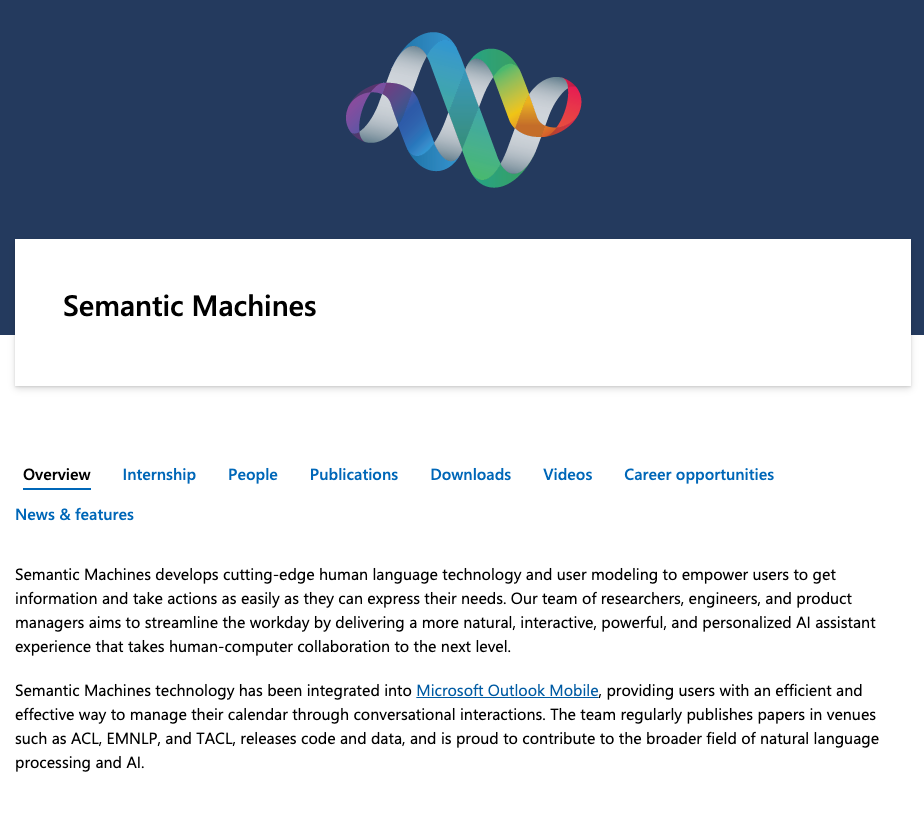 Semantic Machines
Overview Internship People Publications Downloads Videos Career opportunities
News & features
Semantic Machines develops cutting-edge human language technology and user modeling to empower users to get
information and take actions as easily as they can express their needs. Our team of researchers, engineers, and product
managers aims to streamline the workday by delivering a more natural, interactive, powerful, and personalized AI assistant
experience that takes human-computer collaboration to the next level.
Semantic Machines technology has been integrated into Microsoft Outlook Mobile, providing users with an efficient and
effective way to manage their calendar through conversational interactions. The team regularly publishes papers in venues
such as ACL, EMNLP, and TACL, releases code and data, and is proud to contribute to the broader field of natural language
processing and AI.